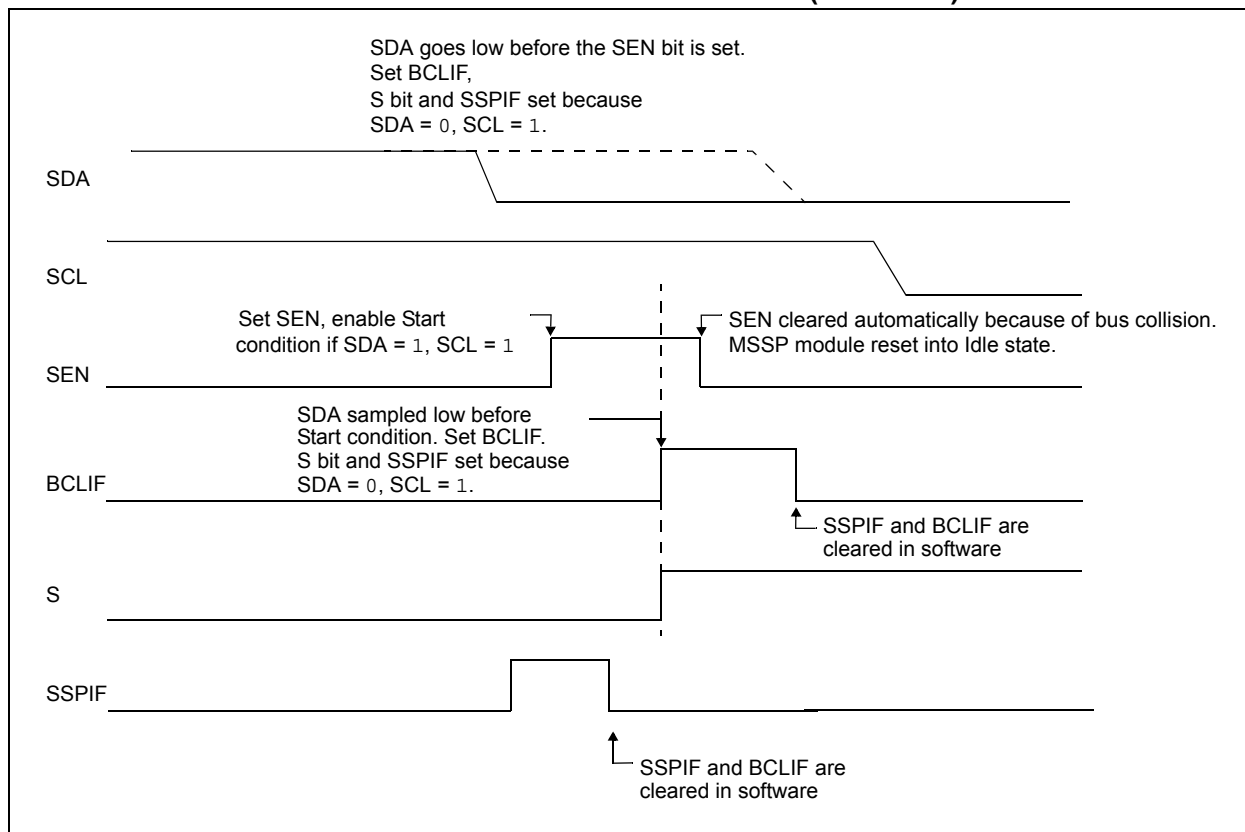 SDA goes low before the SEN bit is set.
Set BCLIF,
S bit and SSPIF set because
SDA = 0, SCL = 1.
SDA
SCL
Set SEN, enable Start
condition if SDA = 1, SCL = 1
SEN cleared automatically because of bus collision.
MSSP module reset into Idle state.
SEN
SDA sampled low before
Start condition. Set BCLIF.
S bit and SSPIF set because
SDA = 0, SCL = 1.
BCLIF
SSPIF and BCLIF are
cleared in software
S
SSPIF
SSPIF and BCLIF are
cleared in software